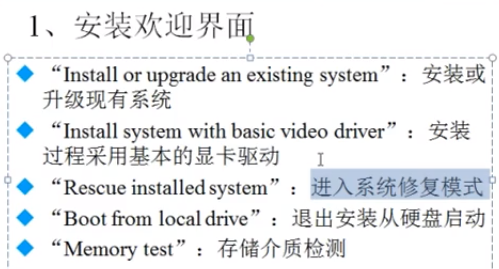 1、安装欢迎界面
“Install or upgrade an existing system”：安装或
升级现有系统
“Install system with basic video driver”：安装
过程采用基本的显卡驱动
“Rescue installed system”：进入系统修复模式
“Boot from local drive”：退出安装从硬盘启动
“Memory test”：存储介质检测